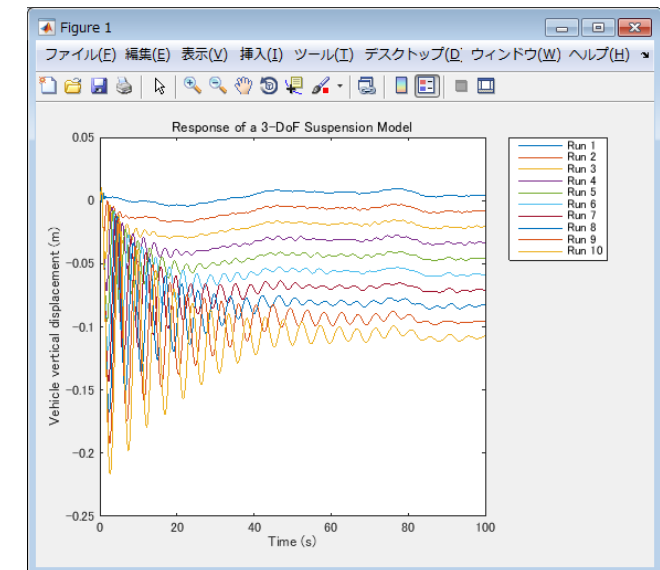 Figure 1
ファイル(F) 編集(E) 表示(V) 挿入(I) ツール(T) デスクトップ(D) ウィンドウ(W) ヘルプ(H)
Response of a 3-DoF Suspension Model
0.05
0
-0.05
-0.1
-0.15
-0.2
-0.25
Vehicle vertical displacement (m)
0 20 40 60 80 100
Time (s)
Run 1
Run 2
Run 3
Run 4
Run 5
Run 6
Run 7
Run 8
Run 9
Run 10